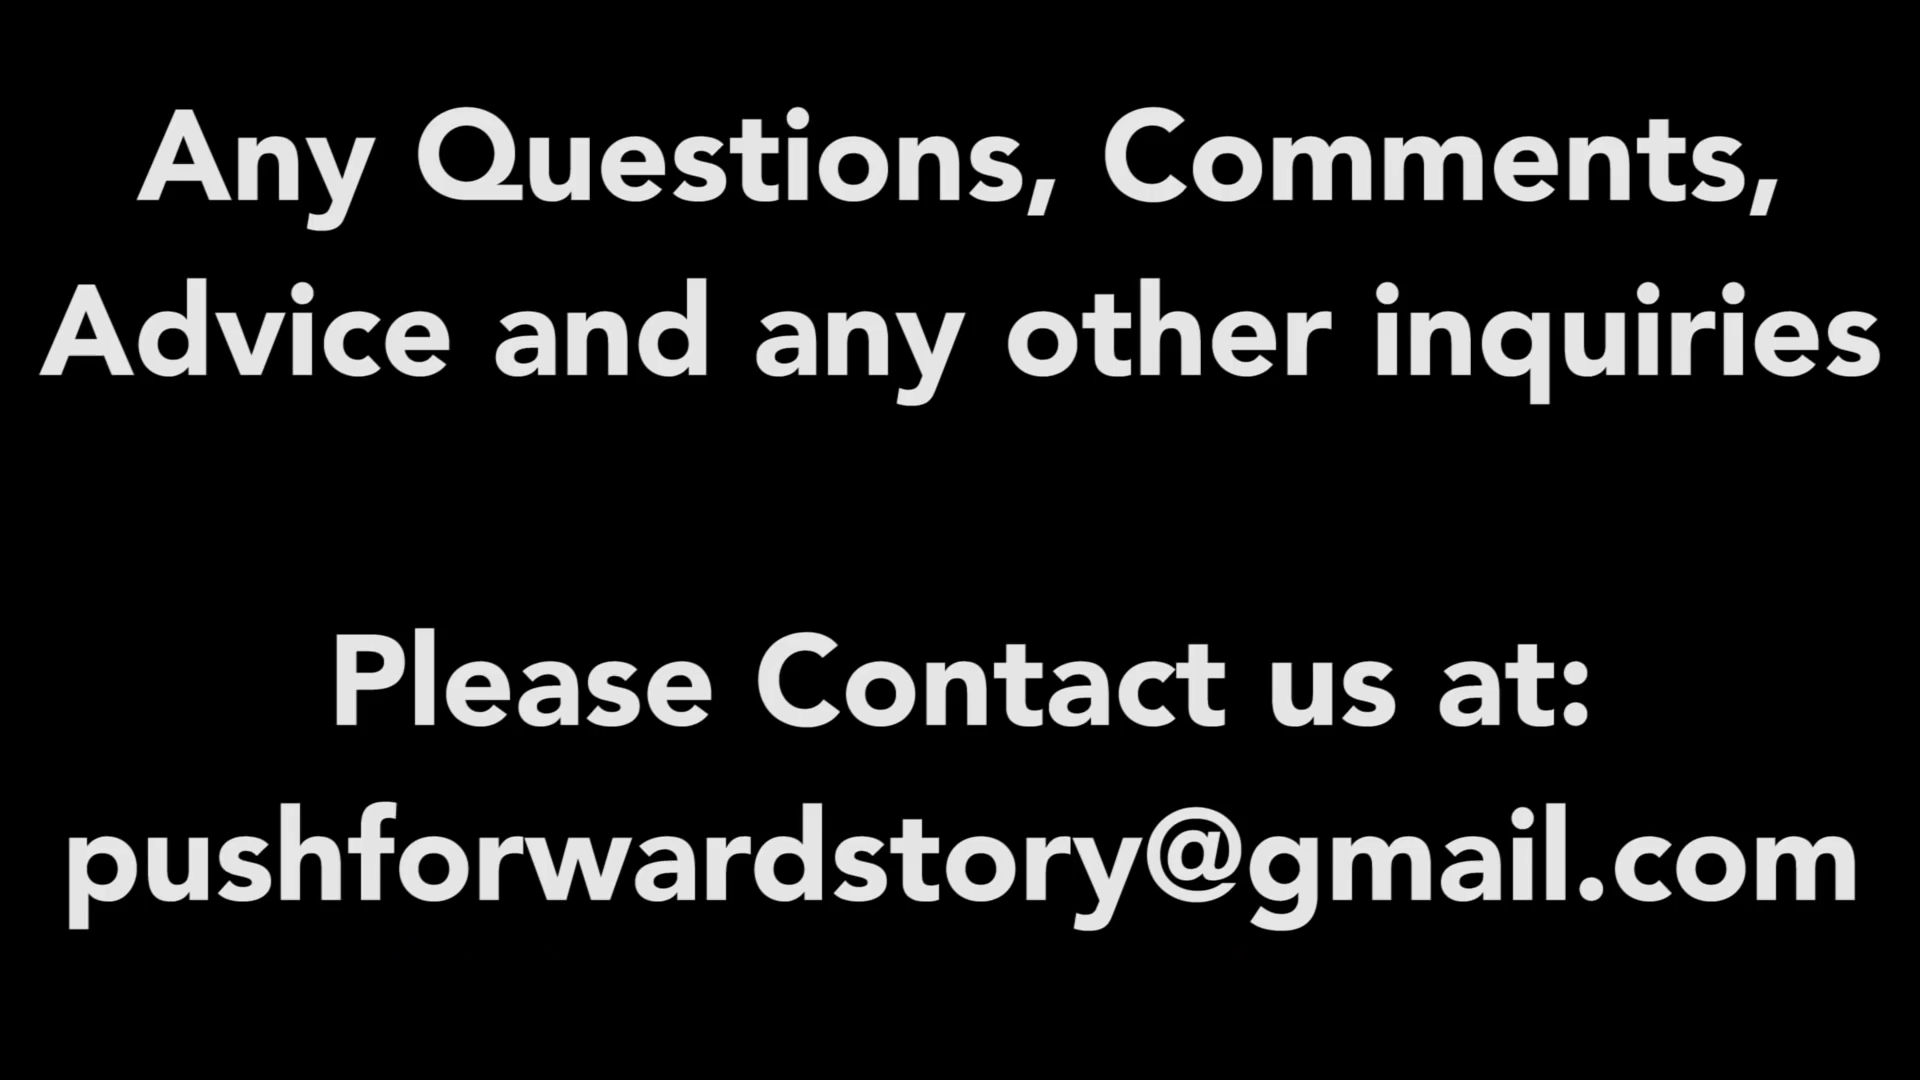 Any Questions, Comments,
Advice and any other inquiries
Please Contact us at:
pushforwardstory@gmail.com